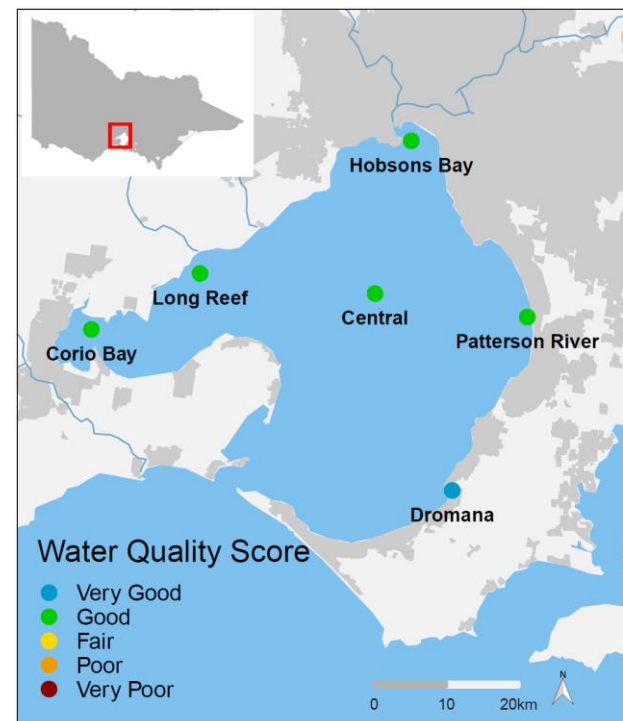 Hobsons Bay
Long Reef
Central
Patterson River
Corio Bay
Dromana
Water Quality Score
Very Good
Good
Fair
Poor
Very Poor
N
0 10 20km